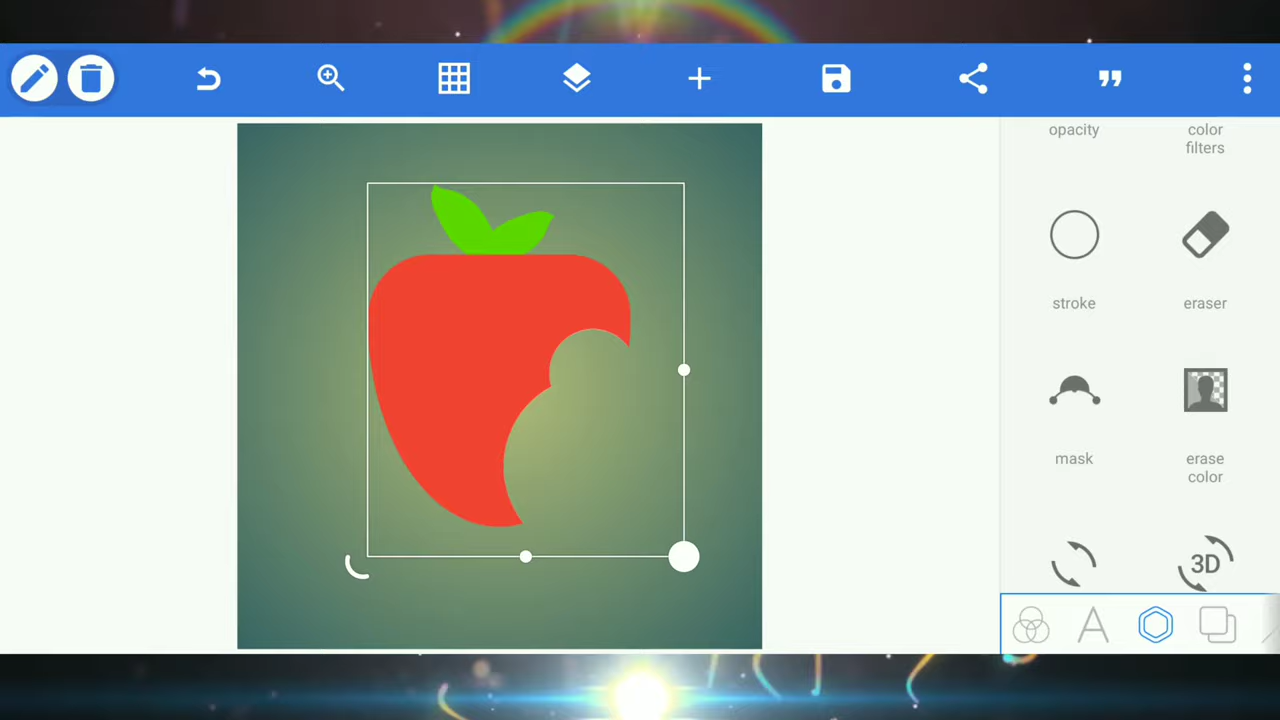 opacity
color
filters
stroke
eraser
mask
erase
color
3D
A